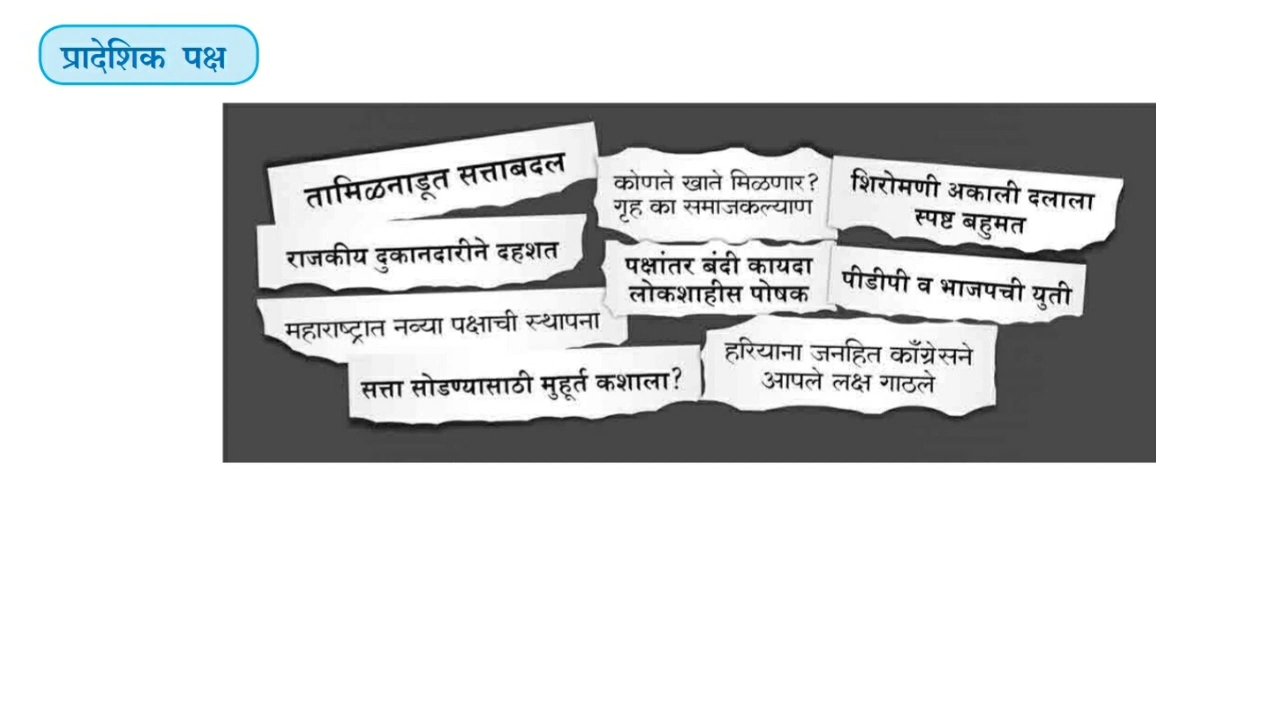 प्रादेशिक पक्ष
तामिळनाडूत सत्ताबदल
कोणते खाते मिळणार?
गृह का समाजकल्याण
शिरोमणी अकाली दलाला
स्पष्ट बहुमत
राजकीय दुकानदारीने दहशत
पक्षांतर बंदी कायदा
लोकशाहीस पोषक
पीडीपी व भाजपची युती
महाराष्ट्रात नव्या पक्षाची स्थापना
सत्ता सोडण्यासाठी मुहूर्त कशाला?
हरियाना जनहित काँग्रेसने
आपले लक्ष गाठले